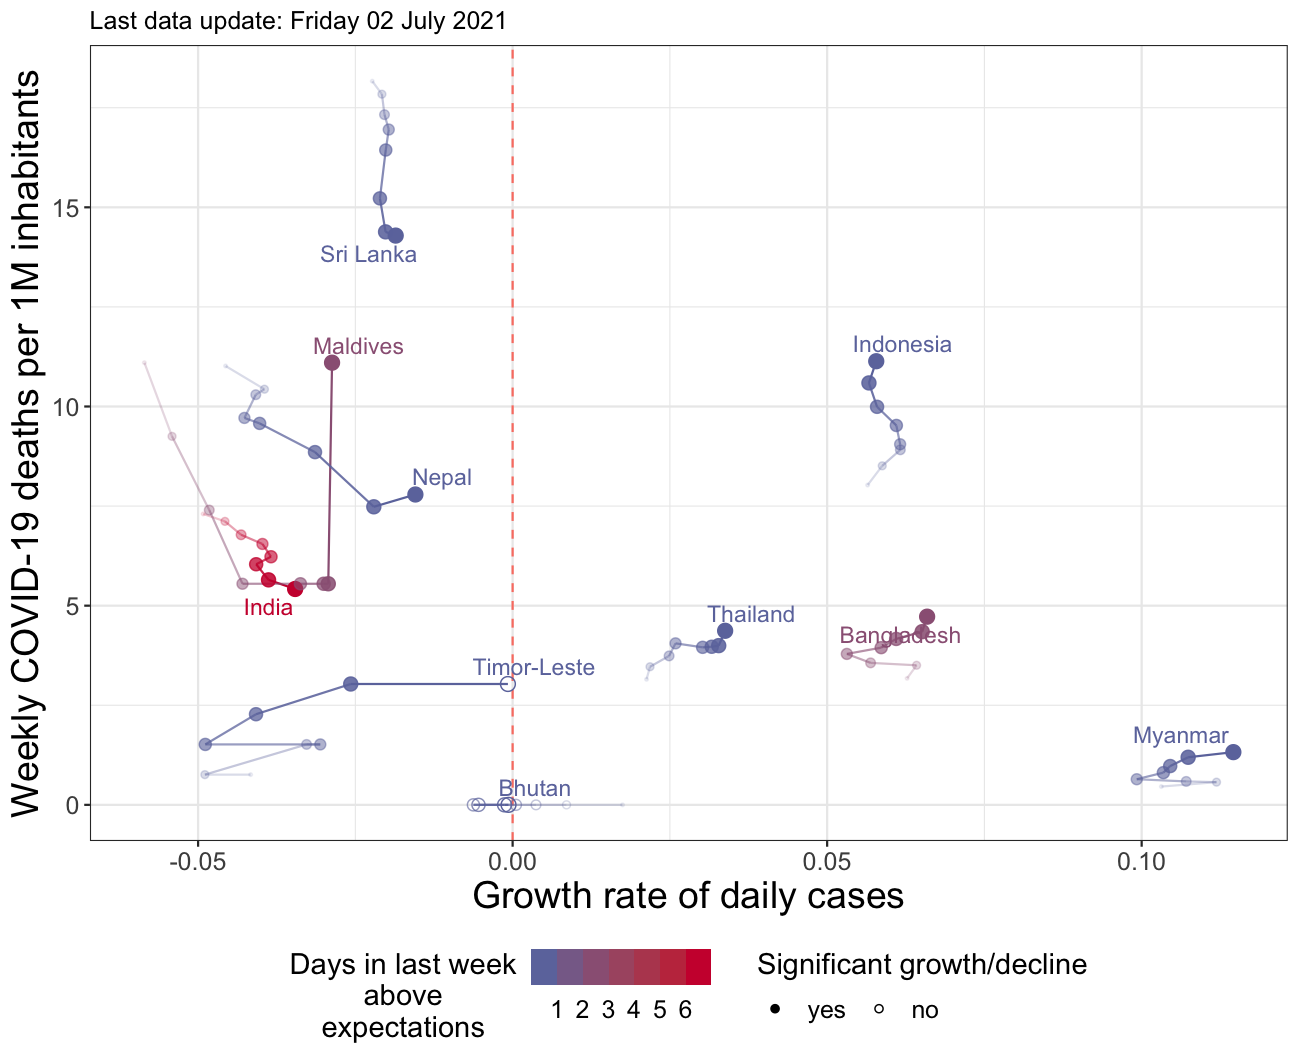 Last data update: Friday 02 July 2021
Weekly COVID-19 deaths per 1M inhabitants
15
10
5
0
Sri Lanka
Maldives
Indonesia
Nepal
India
Thailand
Bangladesh
Timor-Leste
Myanmar
Bhutan
-0.05
0.00
0.05
0.10
Growth rate of daily cases
Days in last week
above
expectations
1 2 3 4 5 6
Significant growth/decline
yes
no